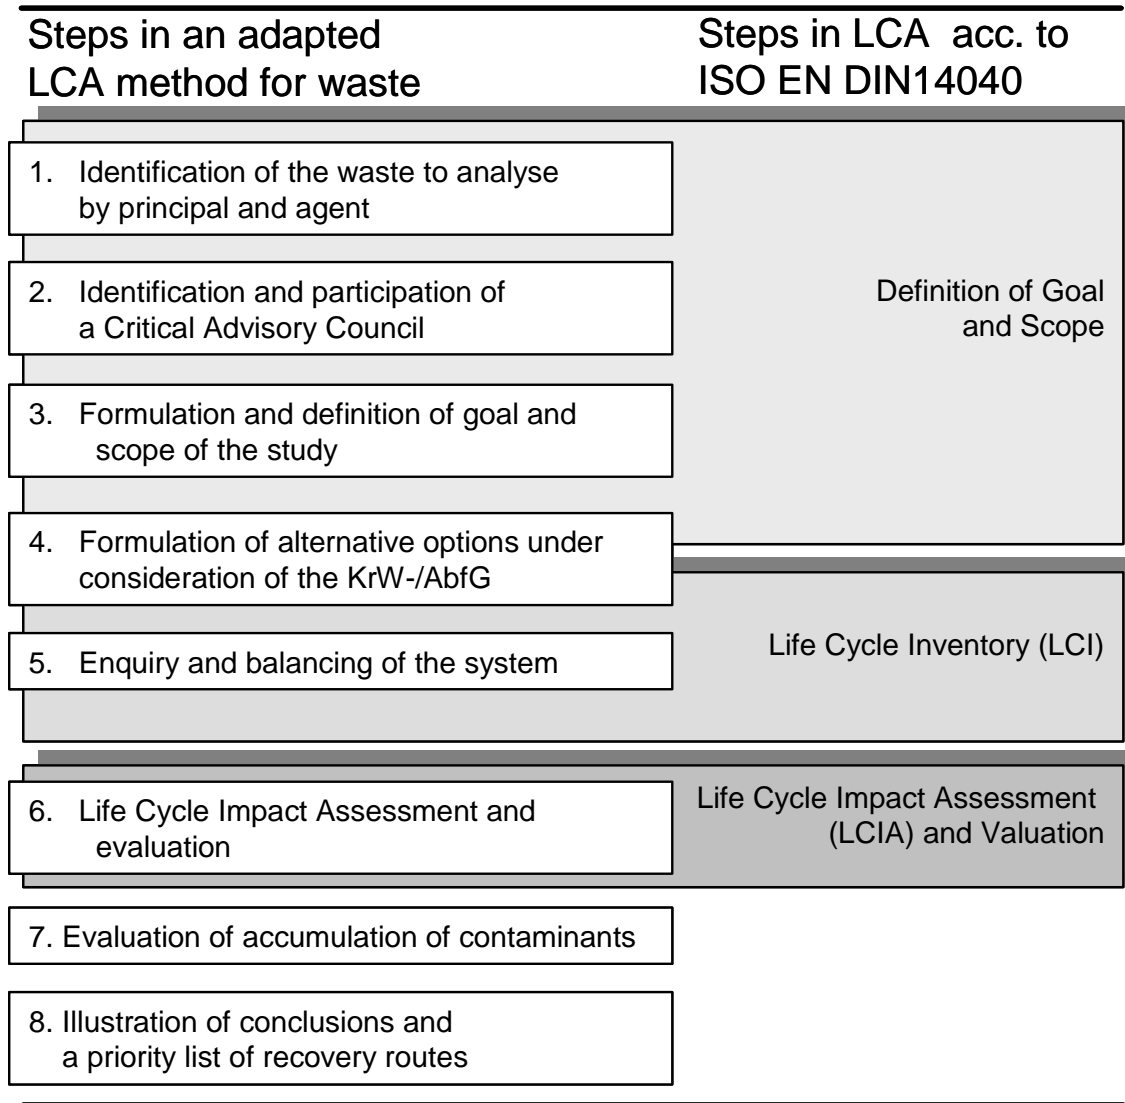 Steps in an adapted
LCA method for waste
Steps in LCA acc. to
ISO EN DIN14040
1. Identification of the waste to analyse
by principal and agent
2. Identification and participation of
a Critical Advisory Council
3. Formulation and definition of goal and
scope of the study
Definition of Goal
and Scope
4. Formulation of alternative options under
consideration of the KrW-/AbfG
5. Enquiry and balancing of the system
Life Cycle Inventory (LCI)
6. Life Cycle Impact Assessment and
evaluation
Life Cycle Impact Assessment
(LCIA) and Valuation
7. Evaluation of accumulation of contaminants
8. Illustration of conclusions and
a priority list of recovery routes